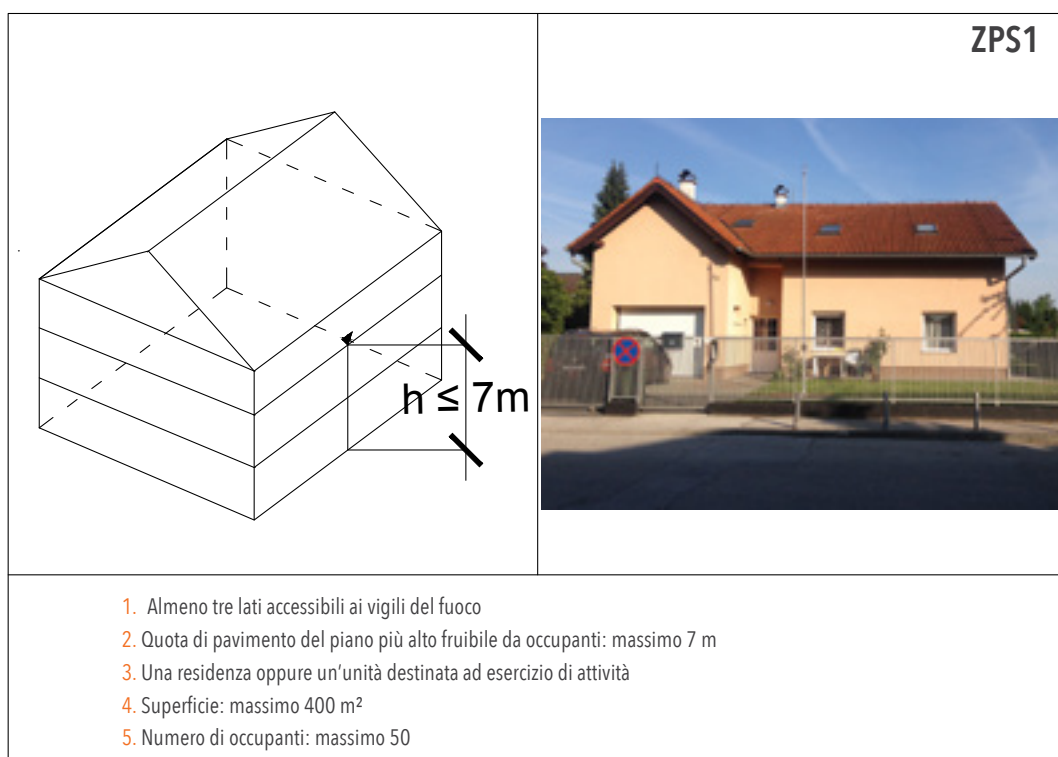 ZPS1
h ≤ 7m
1. Almeno tre lati accessibili ai vigili del fuoco
2. Quota di pavimento del piano più alto fruibile da occupanti: massimo 7 m
3. Una residenza oppure un’unità destinata ad esercizio di attività
4. Superficie: massimo 400 m²
5. Numero di occupanti: massimo 50